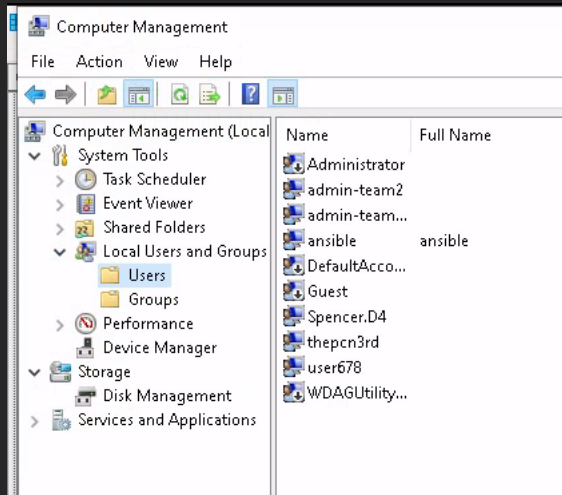 Computer Management
File Action View Help
Computer Management (Local
System Tools
Task Scheduler
Event Viewer
Shared Folders
Local Users and Groups
Users
Groups
Performance
Device Manager
Storage
Disk Management
Services and Applications
Name Full Name
Administrator
admin-team2
admin-team...
ansible ansible
DefaultAcco...
Guest
Spencer.D4
thepcn3rd
user678
WDAGUtility...